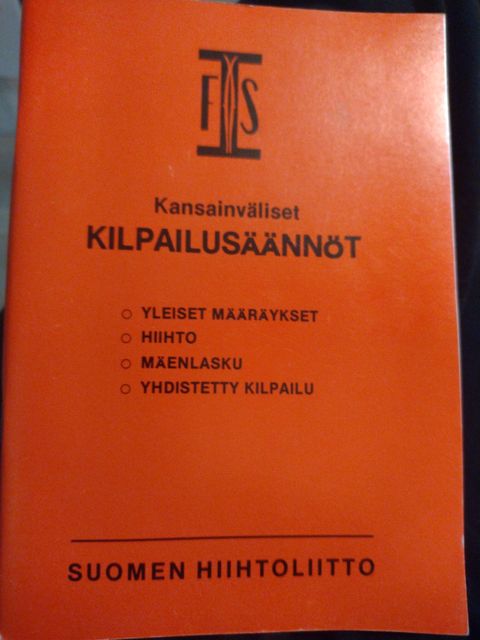 FIS
Kansainväliset
KILPAILUSÄÄNNÖT
○ YLEISET MÄÄRÄYKSET
○ HIIHTO
○ MÄENLASKU
○ YHDISTETTY KILPAILU
SUOMEN HIIHTOLIITTO